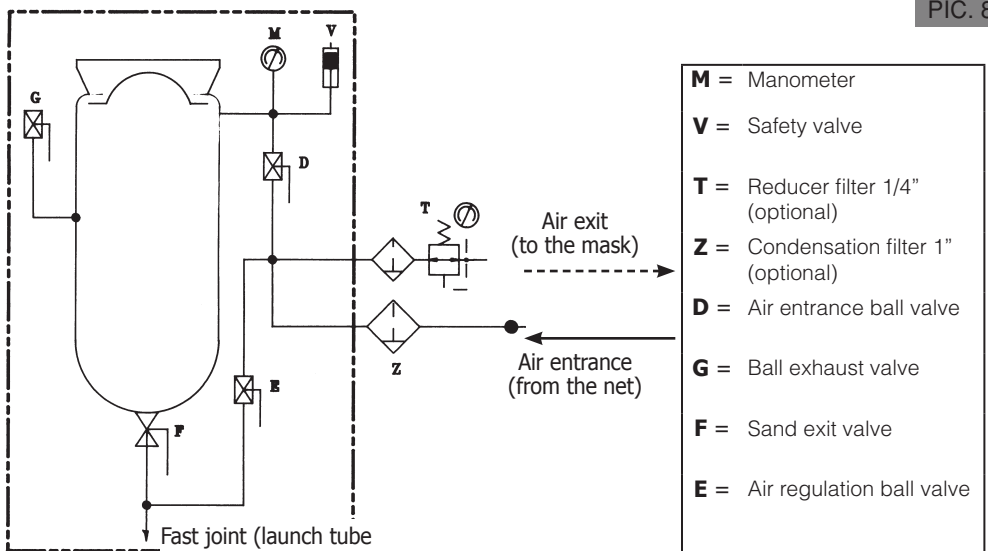 PIC. 8
M
V
G
D
T
Air exit
(to the mask)
Air entrance
(from the net)
Z
E
F
Fast joint (launch tube
M = Manometer
V = Safety valve
T = Reducer filter 1/4”
(optional)
Z = Condensation filter 1”
(optional)
D = Air entrance ball valve
G = Ball exhaust valve
F = Sand exit valve
E = Air regulation ball valve